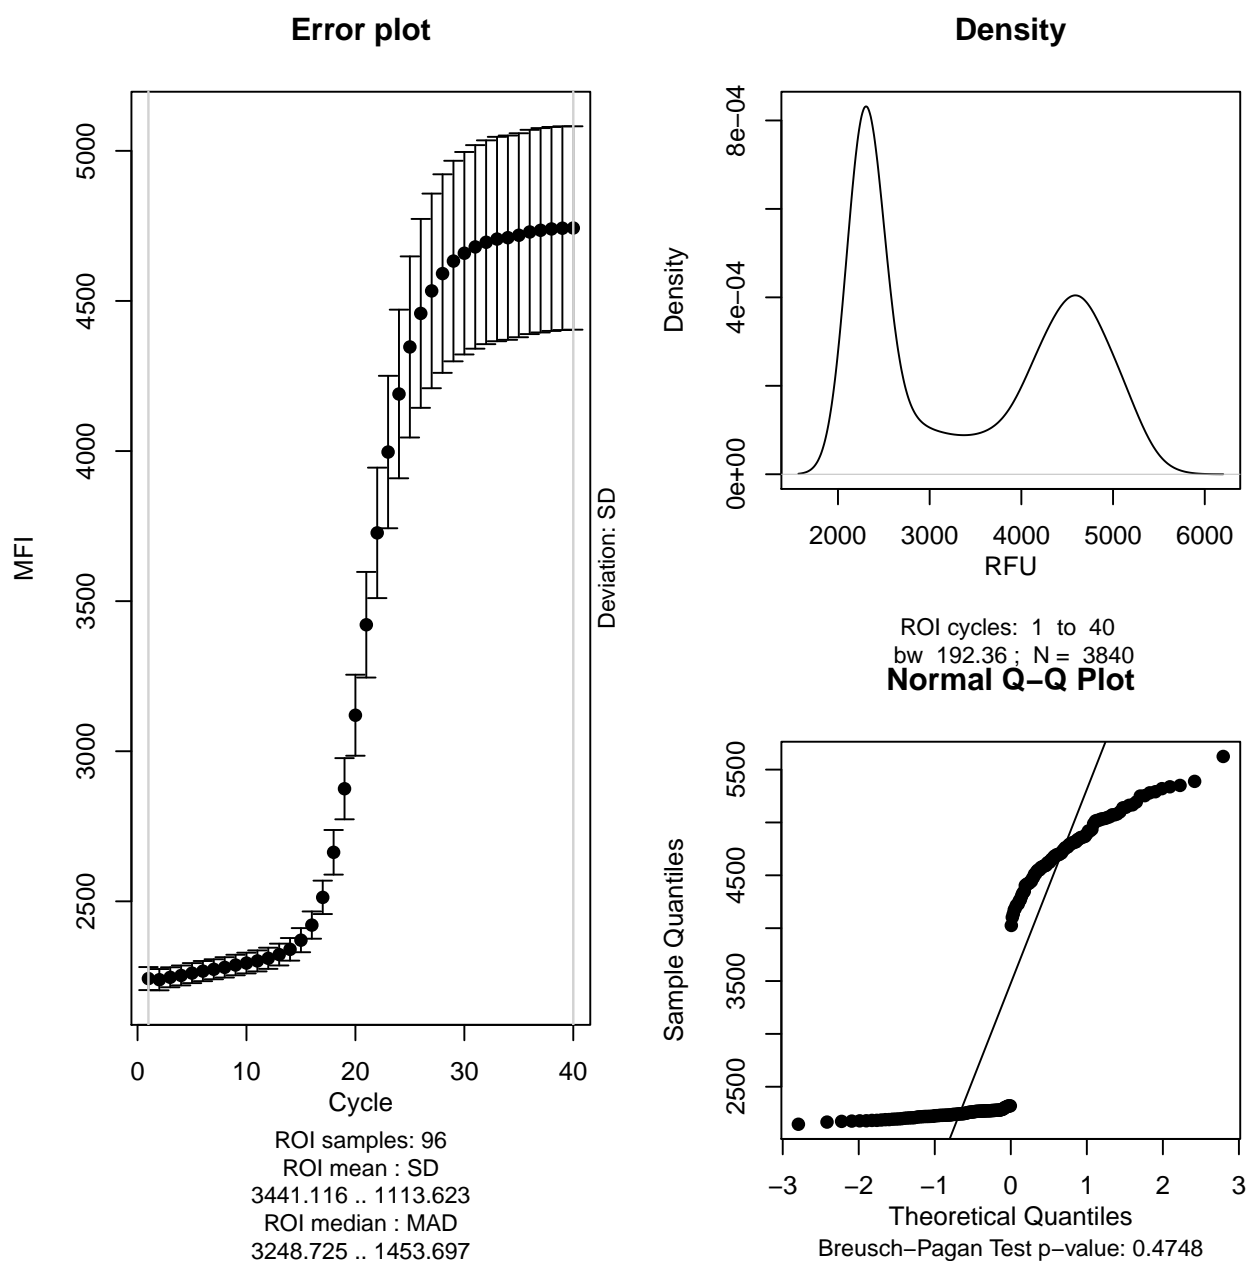 Error plot
MFI
5000
4500
4000
3500
3000
2500
0 10 20 30 40
Cycle
Deviation: SD
ROI samples: 96
ROI mean : SD
3441.116 .. 1113.623
ROI median : MAD
3248.725 .. 1453.697
Density
Density
8e−04
4e−04
0e+00
2000 3000 4000 5000 6000
RFU
ROI cycles: 1 to 40
bw 192.36 ; N = 3840
Normal Q−Q Plot
Sample Quantiles
5500
4500
3500
2500
−3 −2 −1 0 1 2 3
Theoretical Quantiles
Breusch−Pagan Test p−value: 0.4748